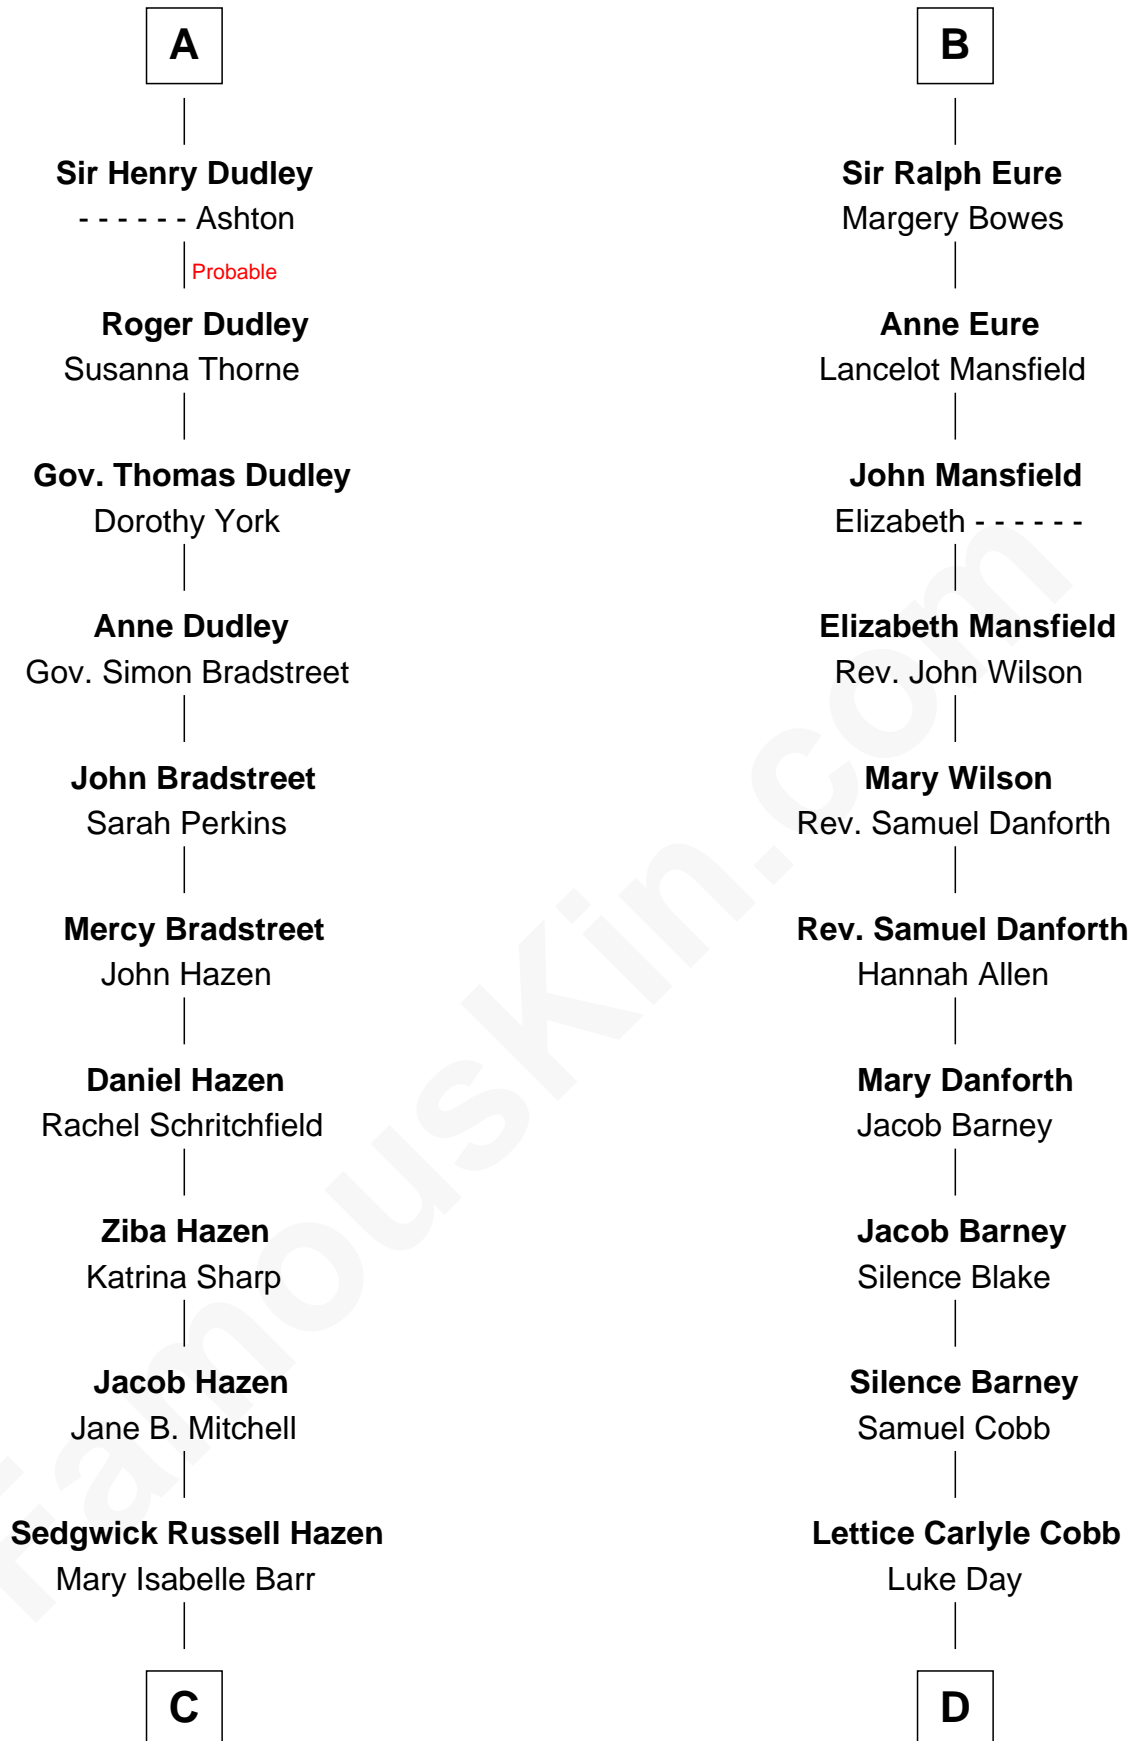 A
Sir Henry Dudley
- - - - - - Ashton
Probable
Roger Dudley
Susanna Thorne
Gov. Thomas Dudley
Dorothy York
Anne Dudley
Gov. Simon Bradstreet
John Bradstreet
Sarah Perkins
Mercy Bradstreet
John Hazen
Daniel Hazen
Rachel Schritchfield
Ziba Hazen
Katrina Sharp
Jacob Hazen
Jane B. Mitchell
Sedgwick Russell Hazen
Mary Isabelle Barr
C
B
Sir Ralph Eure
Margery Bowes
Anne Eure
Lancelot Mansfield
John Mansfield
Elizabeth - - - - - -
Elizabeth Mansfield
Rev. John Wilson
Mary Wilson
Rev. Samuel Danforth
Rev. Samuel Danforth
Hannah Allen
Mary Danforth
Jacob Barney
Jacob Barney
Silence Blake
Silence Barney
Samuel Cobb
Lettice Carlyle Cobb
Luke Day
D
FamousKin.com